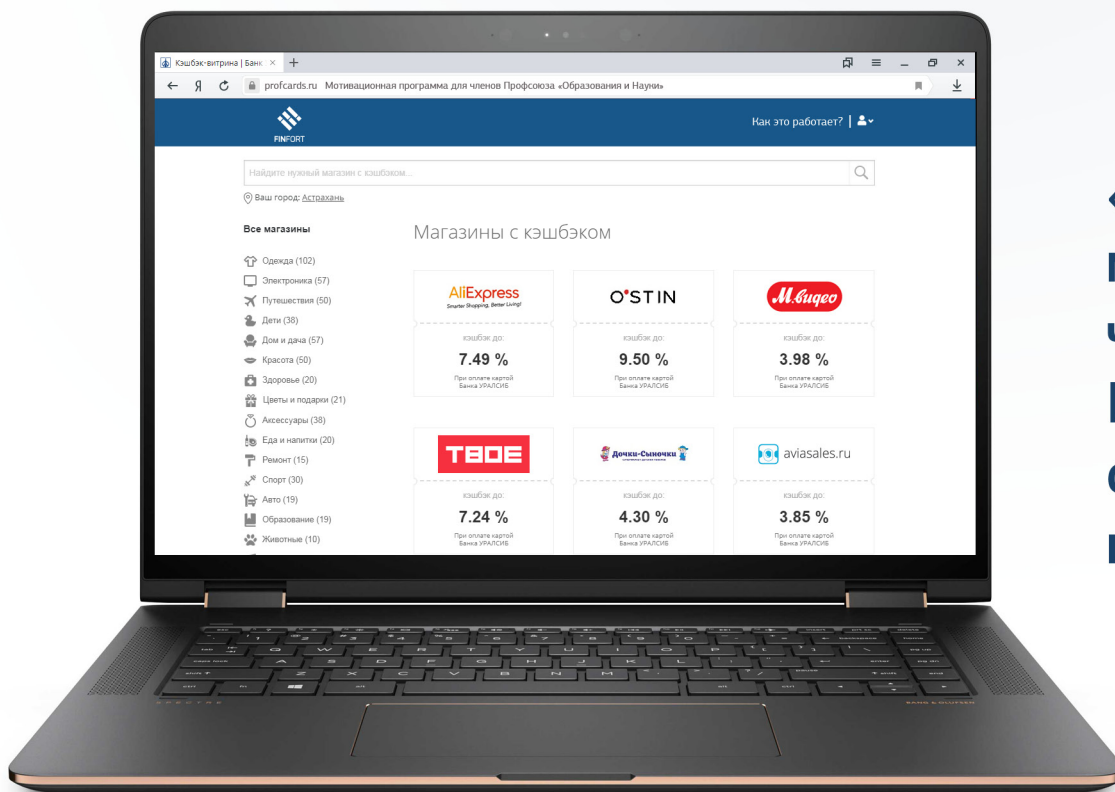 Кэшбэк-витрина | Банк
profcards.ru Мотивационная программа для членов Профсоюза «Образования и Науки»
FINFORT
Как это работает?
Найдите нужный магазин с кэшбэком...
Ваш город: Астрахань
Все магазины
Одежда (102)
Электроника (57)
Путешествия (50)
Дети (38)
Дом и дача (57)
Красота (50)
Здоровье (20)
Цветы и подарки (21)
Аксессуары (38)
Еда и напитки (20)
Ремонт (15)
Спорт (30)
Авто (19)
Образование (19)
Животные (10)
Магазины с кэшбэком
AliExpress
Smarter Shopping, Better Living!
кэшбэк до:
7.49 %
При оплате картой
Банка УРАЛСИБ
O'STIN
кэшбэк до:
9.50 %
При оплате картой
Банка УРАЛСИБ
М.видео
кэшбэк до:
3.98 %
При оплате картой
Банка УРАЛСИБ
ТВОЕ
кэшбэк до:
7.24 %
При оплате картой
Банка УРАЛСИБ
Дочки-Сыночки
кэшбэк до:
4.30 %
При оплате картой
Банка УРАЛСИБ
aviasales.ru
кэшбэк до:
3.85 %
При оплате картой
Банка УРАЛСИБ
SPECTRE
BANG & OLUFSEN